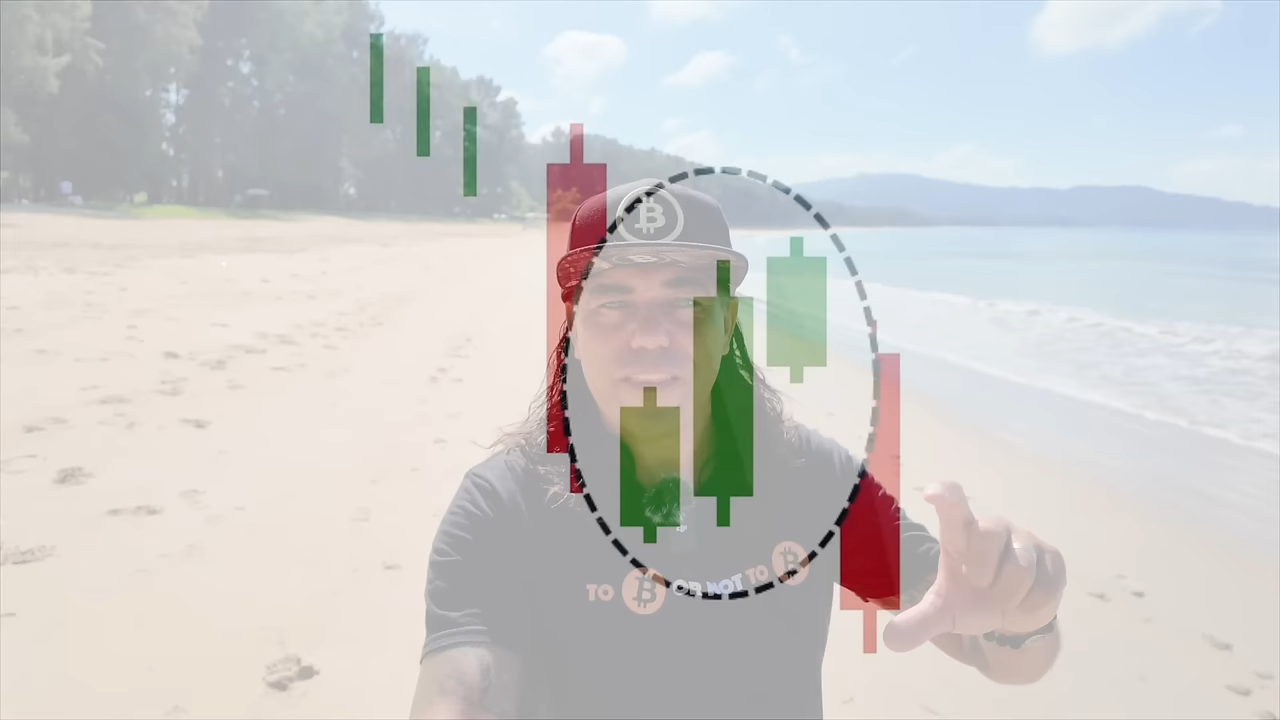 TO ₿ OR NOT TO ₿